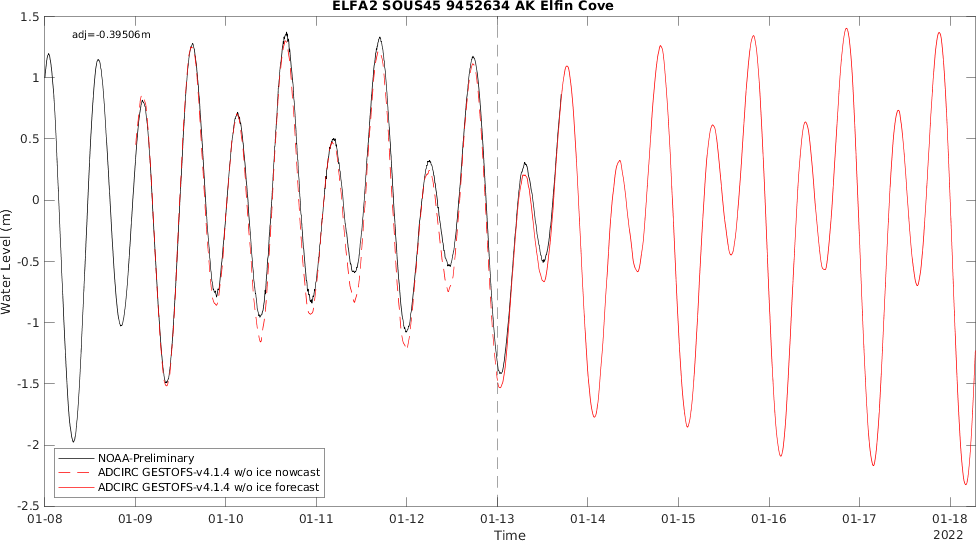 ELFA2 SOUS45 9452634 AK Elfin Cove
adj=-0.39506m
1.5
1
0.5
0
-0.5
-1
-1.5
-2
-2.5
Water Level (m)
NOAA-Preliminary
ADCIRC GESTOFS-v4.1.4 w/o ice nowcast
ADCIRC GESTOFS-v4.1.4 w/o ice forecast
01-08 01-09 01-10 01-11 01-12 01-13 01-14 01-15 01-16 01-17 01-18
Time
2022